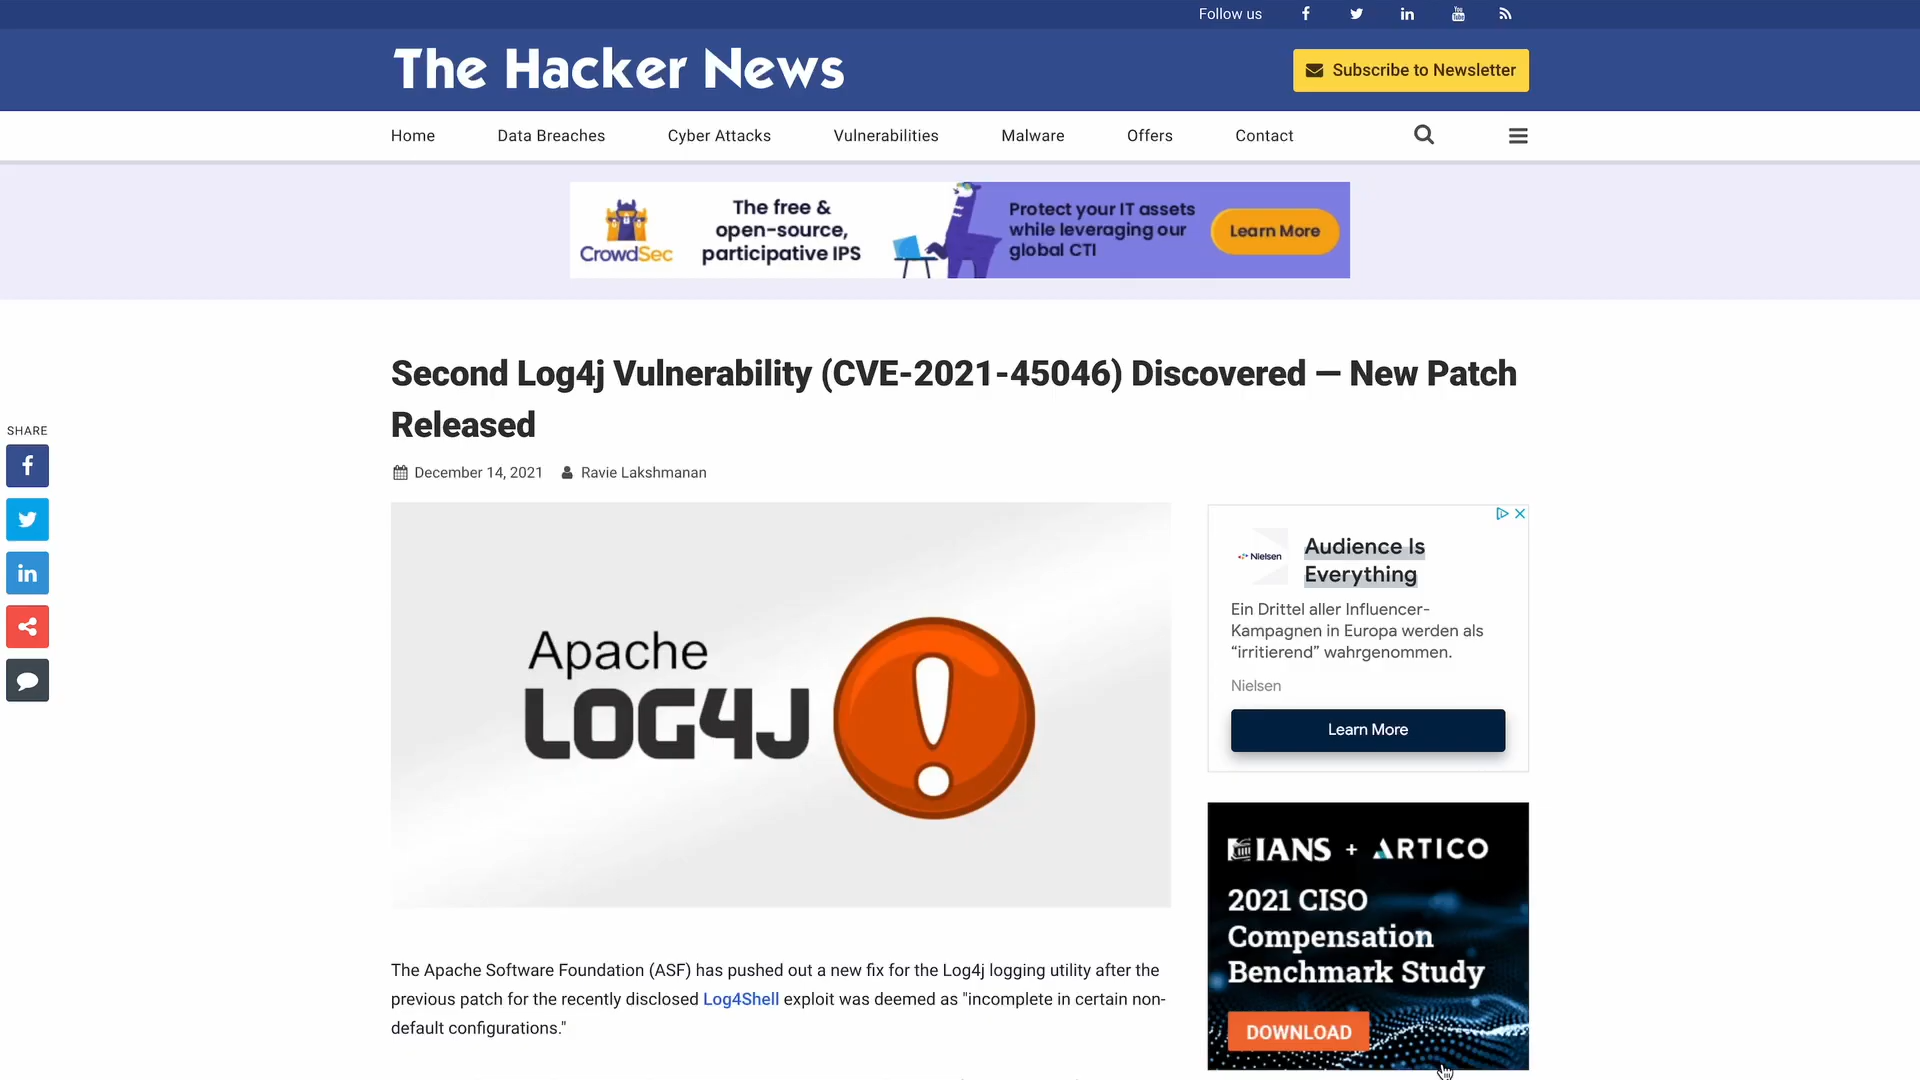 Follow us
The Hacker News
Subscribe to Newsletter
Home Data Breaches Cyber Attacks Vulnerabilities Malware Offers Contact
CrowdSec
The free &
open-source,
participative IPS
Protect your IT assets
while leveraging our
global CTI
Learn More
Second Log4j Vulnerability (CVE-2021-45046) Discovered — New Patch
Released
December 14, 2021 Ravie Lakshmanan
SHARE
Apache
LOG4J
The Apache Software Foundation (ASF) has pushed out a new fix for the Log4j logging utility after the
previous patch for the recently disclosed Log4Shell exploit was deemed as "incomplete in certain non-
default configurations."
Nielsen
Audience Is
Everything
Ein Drittel aller Influencer-
Kampagnen in Europa werden als
“irritierend” wahrgenommen.
Nielsen
Learn More
IANS + ARTICO
2021 CISO
Compensation
Benchmark Study
DOWNLOAD